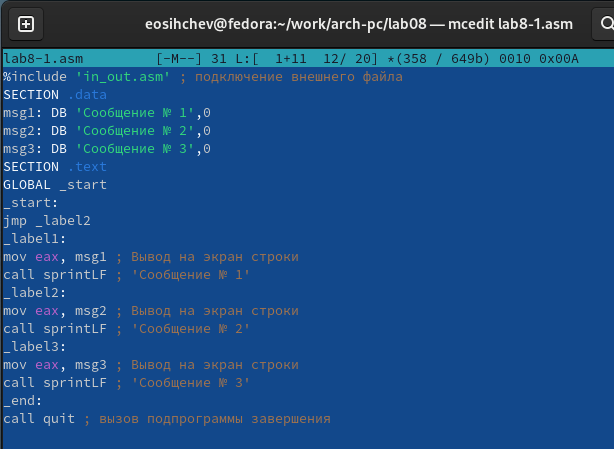 eosihchev@fedora:~/work/arch-pc/lab08 — mcedit lab8-1.asm
lab8-1.asm [-M--] 31 L:[ 1+11 12/ 20] *(358 / 649b) 0010 0x00A
%include 'in_out.asm' ; подключение внешнего файла
SECTION .data
msg1: DB 'Сообщение № 1',0
msg2: DB 'Сообщение № 2',0
msg3: DB 'Сообщение № 3',0
SECTION .text
GLOBAL _start
_start:
jmp _label2
_label1:
mov eax, msg1 ; Вывод на экран строки
call sprintLF ; 'Сообщение № 1'
_label2:
mov eax, msg2 ; Вывод на экран строки
call sprintLF ; 'Сообщение № 2'
_label3:
mov eax, msg3 ; Вывод на экран строки
call sprintLF ; 'Сообщение № 3'
_end:
call quit ; вызов подпрограммы завершения